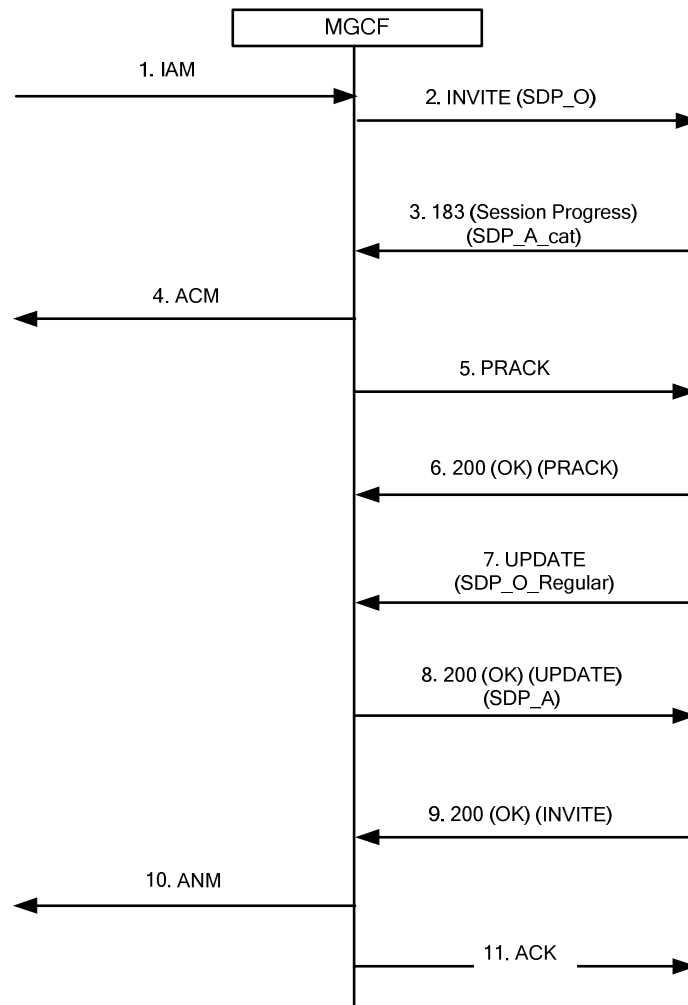 MGCF
1. IAM
2. INVITE (SDP_O)
3. 183 (Session Progress)
(SDP_A_cat)
4. ACM
5. PRACK
6. 200 (OK) (PRACK)
7. UPDATE
(SDP_O_Regular)
8. 200 (OK) (UPDATE)
(SDP_A)
9. 200 (OK) (INVITE)
10. ANM
11. ACK